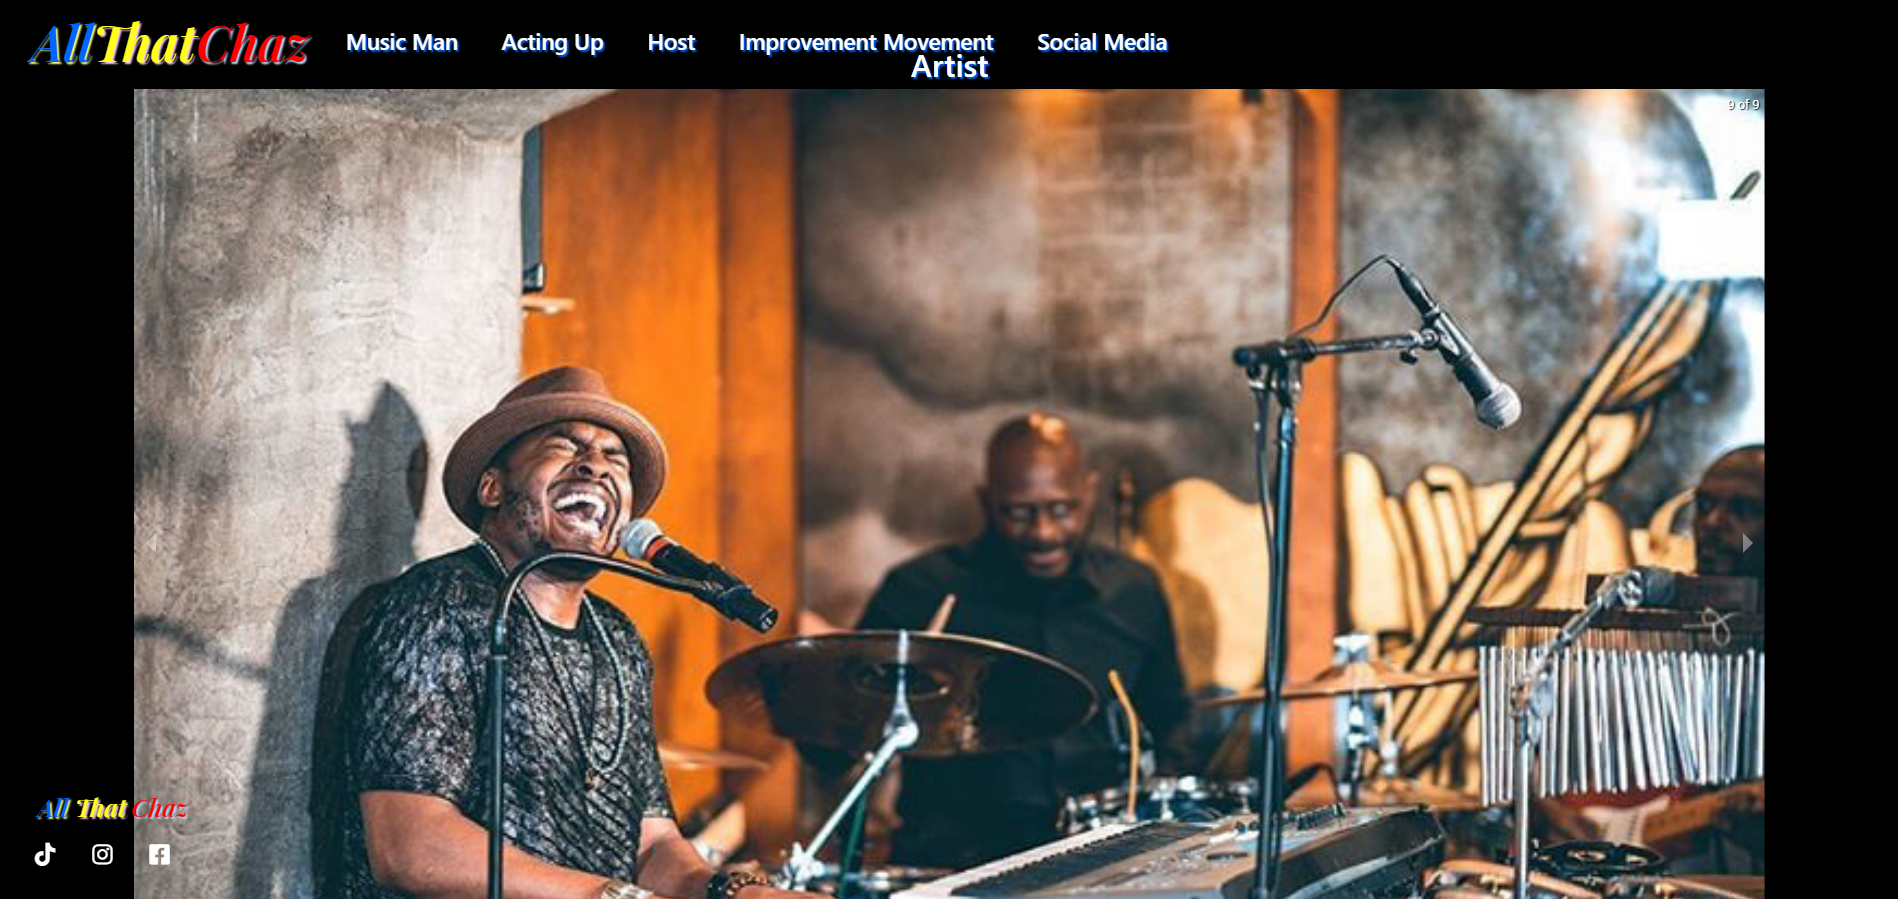 AllThatChaz
Music Man
Acting Up
Host
Improvement Movement
Social Media
Artist
9 of 9
All That Chaz